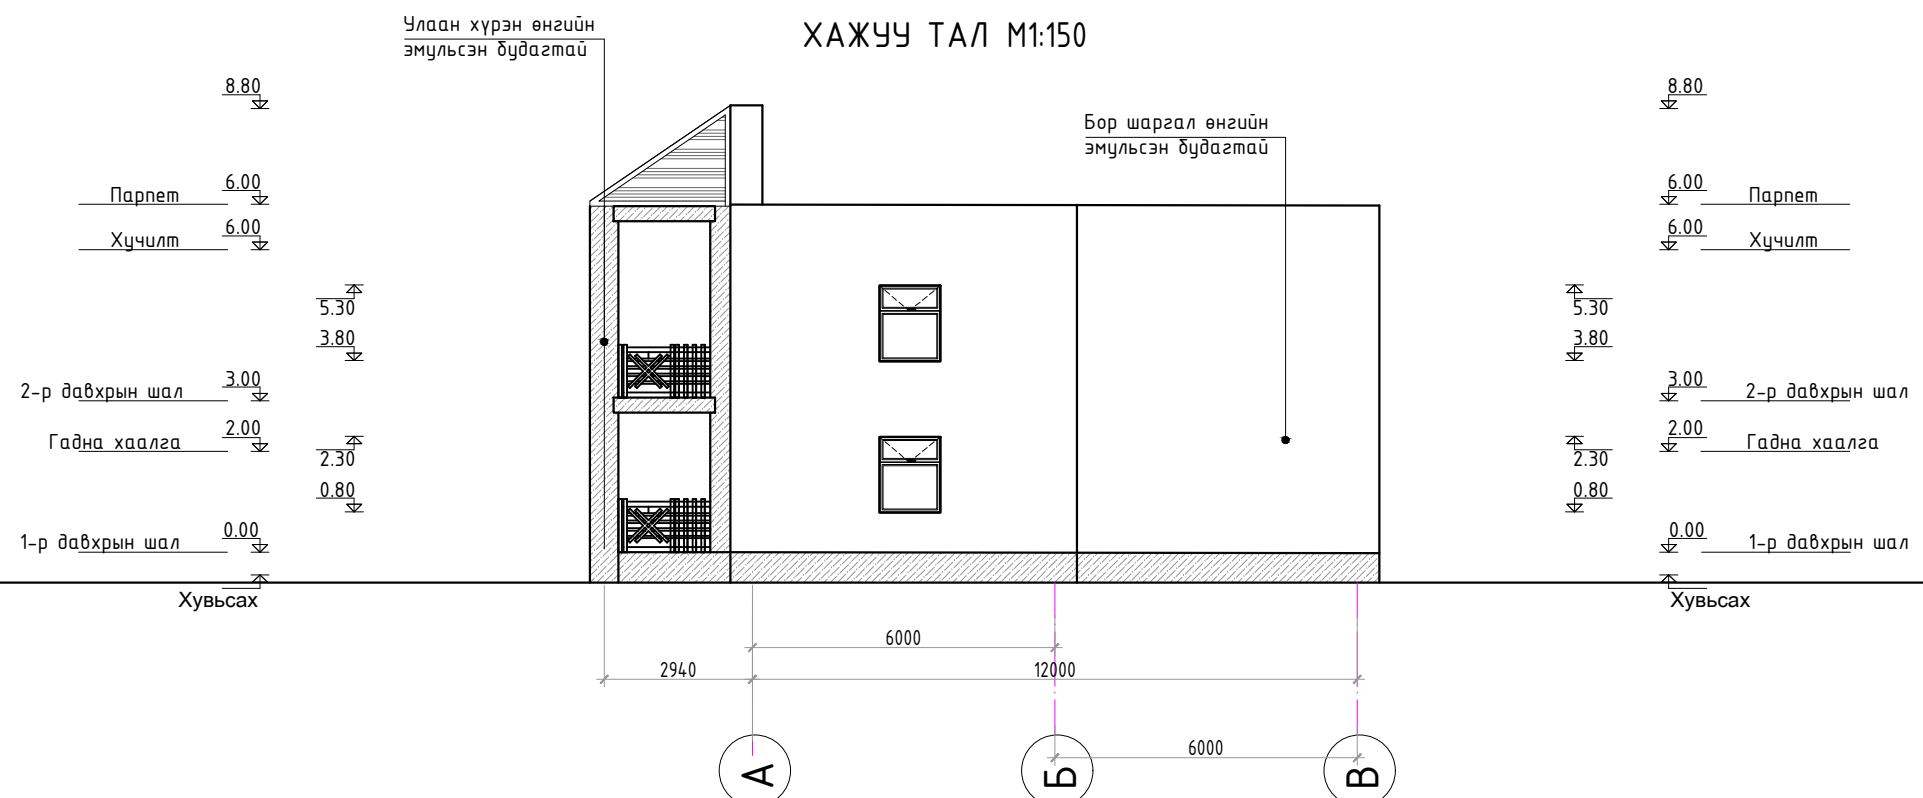 Улаан хүрэн өнгийн
эмульсэн будагтай
ХАЖУУ ТАЛ М1:150
Бор шаргал өнгийн
эмульсэн будагтай
8.80
8.80
6.00
Парпет
6.00
Парпет
6.00
Хучилт
6.00
Хучилт
5.30
5.30
3.80
3.80
3.00
2-р давхрын шал
3.00
2-р давхрын шал
2.00
Гадна хаалга
2.00
Гадна хаалга
2.30
2.30
0.80
0.80
0.00
1-р давхрын шал
0.00
1-р давхрын шал
Хувьсах
Хувьсах
6000
2940
12000
6000
А
Б
В